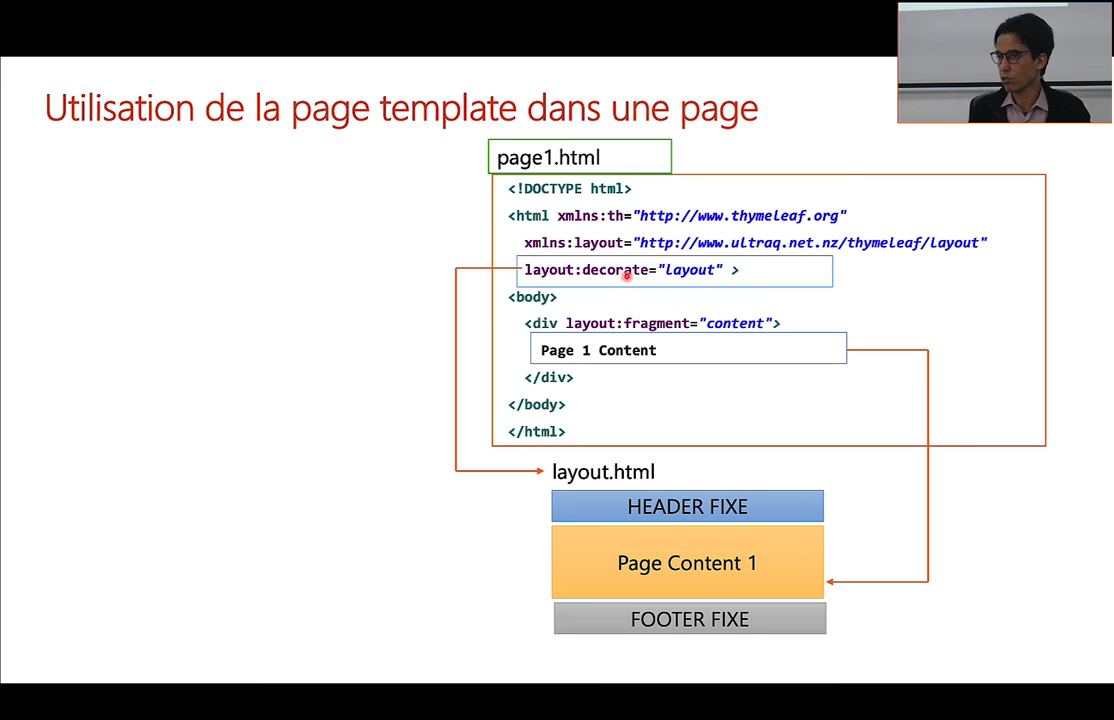 Utilisation de la page template dans une page
page1.html
<!DOCTYPE html>
<html xmlns:th="http://www.thymeleaf.org"
xmlns:layout="http://www.ultraq.net.nz/thymeleaf/layout"
layout:decorate="layout" >
<body>
<div layout:fragment="content">
Page 1 Content
</div>
</body>
</html>
layout.html
HEADER FIXE
Page Content 1
FOOTER FIXE